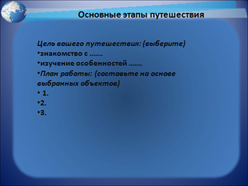 Основные этапы путешествия
Цель вашего путешествия: (выберите)
•знакомство с .......
•изучение особенностей .......
•План работы: (составьте на основе
выбранных объектов)
• 1.
•2.
•3.